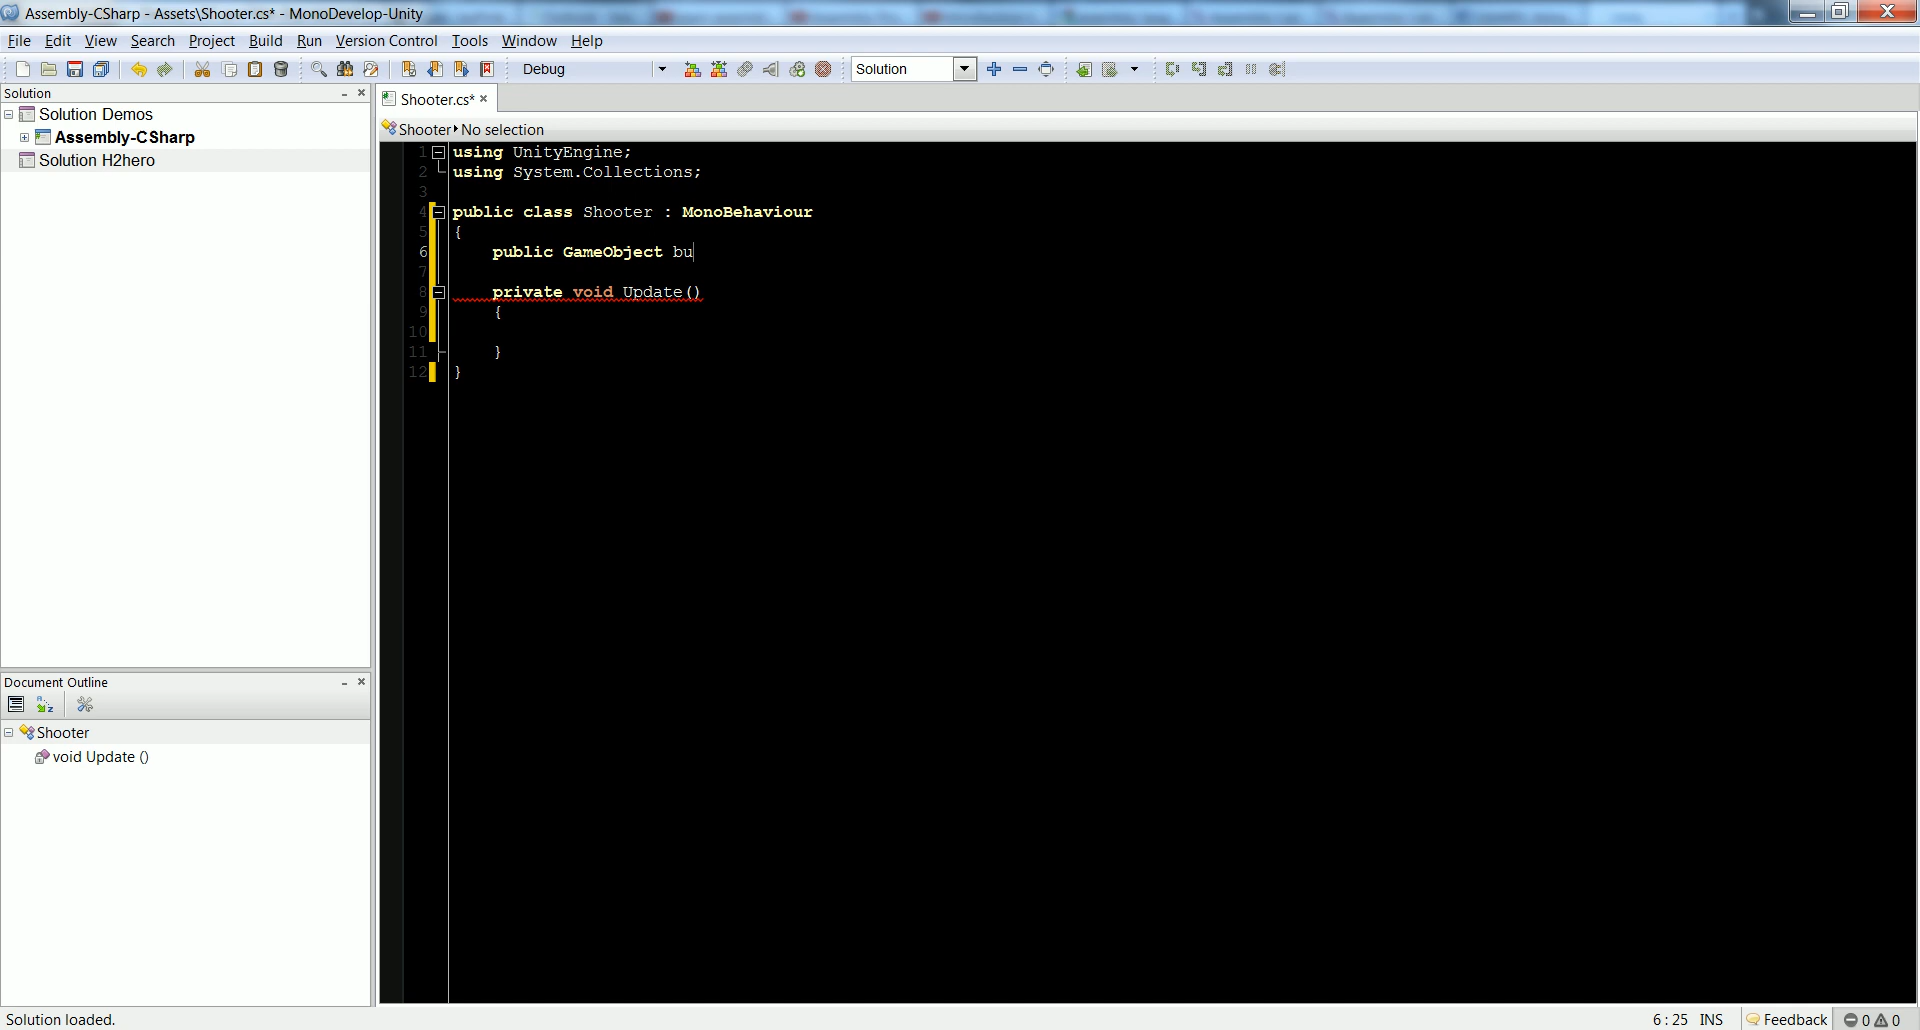 Assembly-CSharp - Assets\Shooter.cs* - MonoDevelop-Unity
File Edit View Search Project Build Run Version Control Tools Window Help
Debug Solution
Solution
Shooter.cs*
Solution Demos
Assembly-CSharp
Solution H2hero
Shooter No selection
1 using UnityEngine;
2 using System.Collections;
3
4 public class Shooter : MonoBehaviour
5 {
6 public GameObject bu
7
8 private void Update()
9 {
10
11 }
12 }
Document Outline
Shooter
void Update ()
Solution loaded.
6 : 25 INS Feedback 0 0